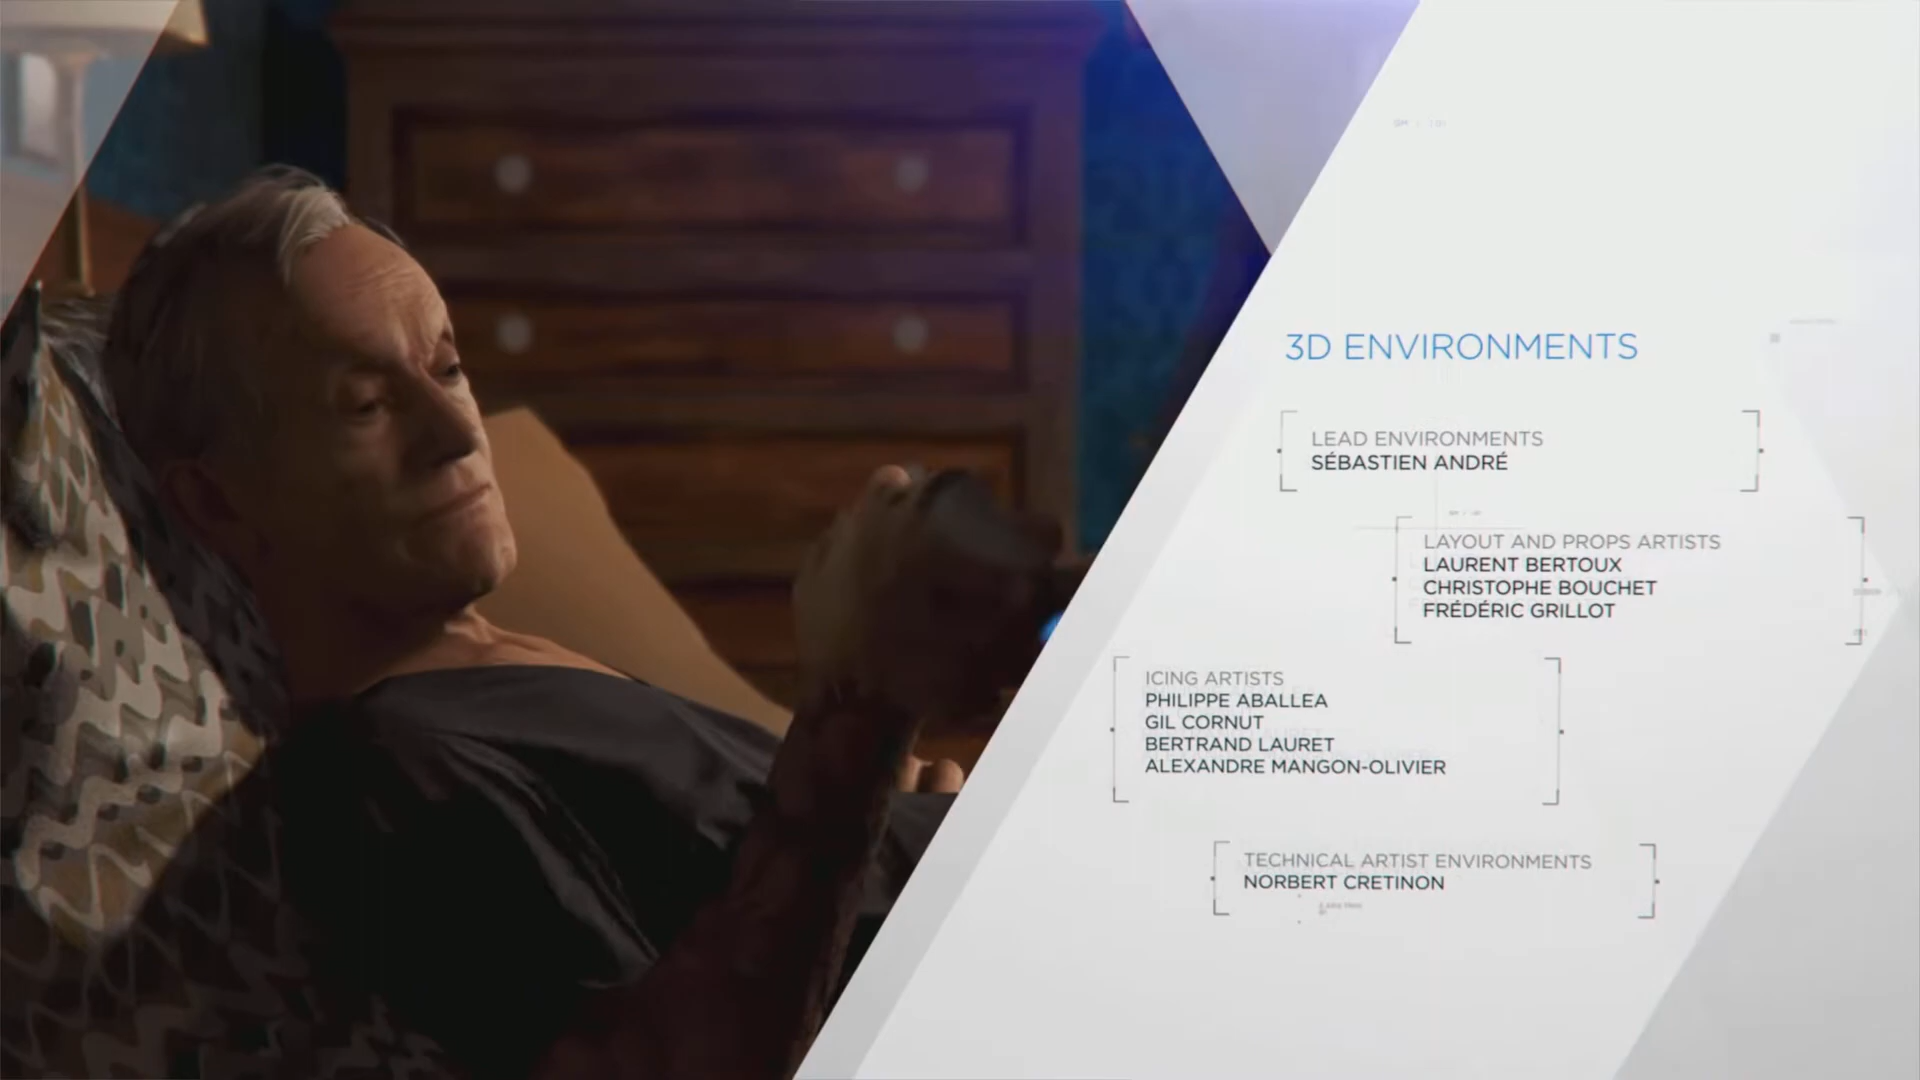 3D ENVIRONMENTS
LEAD ENVIRONMENTS
SÉBASTIEN ANDRÉ
LAYOUT AND PROPS ARTISTS
LAURENT BERTOUX
CHRISTOPHE BOUCHET
FRÉDÉRIC GRILLOT
ICING ARTISTS
PHILIPPE ABALLEA
GIL CORNUT
BERTRAND LAURET
ALEXANDRE MANGON-OLIVIER
TECHNICAL ARTIST ENVIRONMENTS
NORBERT CRETINON